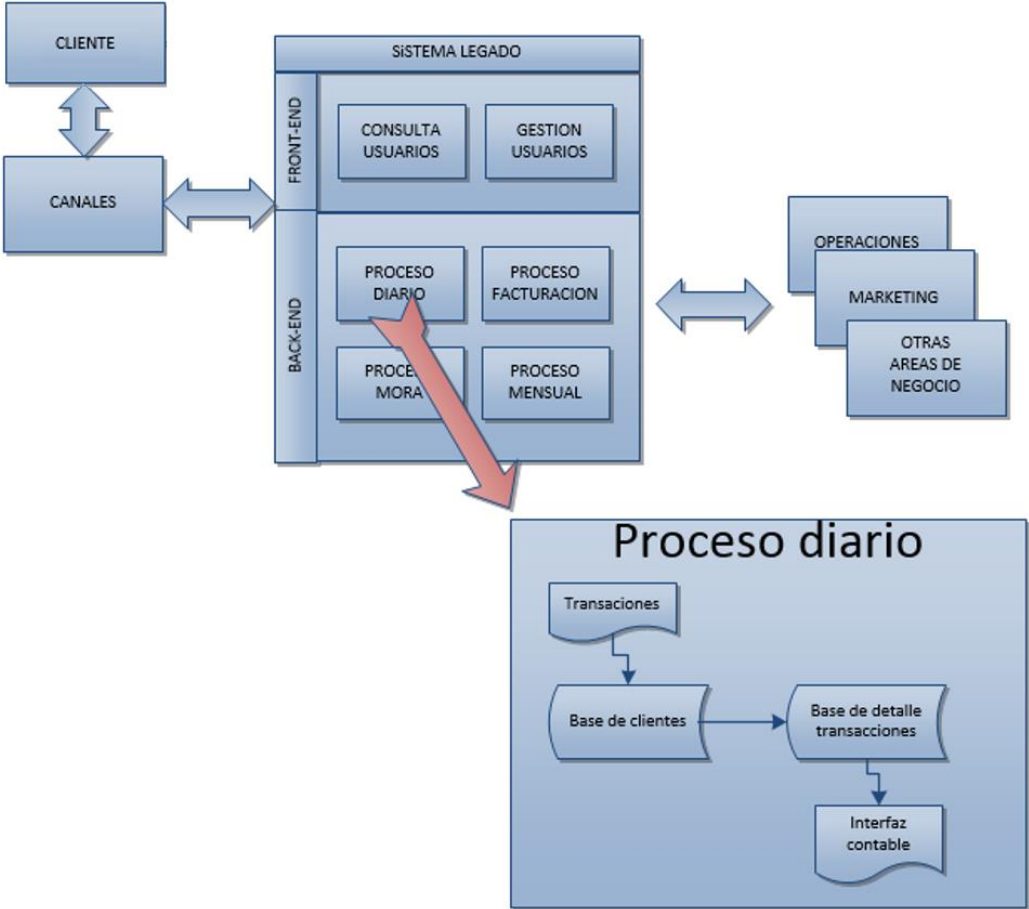 CLIENTE
CANALES
SiSTEMA LEGADO
FRONT-END
CONSULTA
USUARIOS
GESTION
USUARIOS
BACK-END
PROCESO
DIARIO
PROCESO
FACTURACION
PROCESO
MORA
PROCESO
MENSUAL
OPERACIONES
MARKETING
OTRAS
AREAS DE
NEGOCIO
Proceso diario
Transaciones
Base de clientes
Base de detalle
transacciones
Interfaz
contable